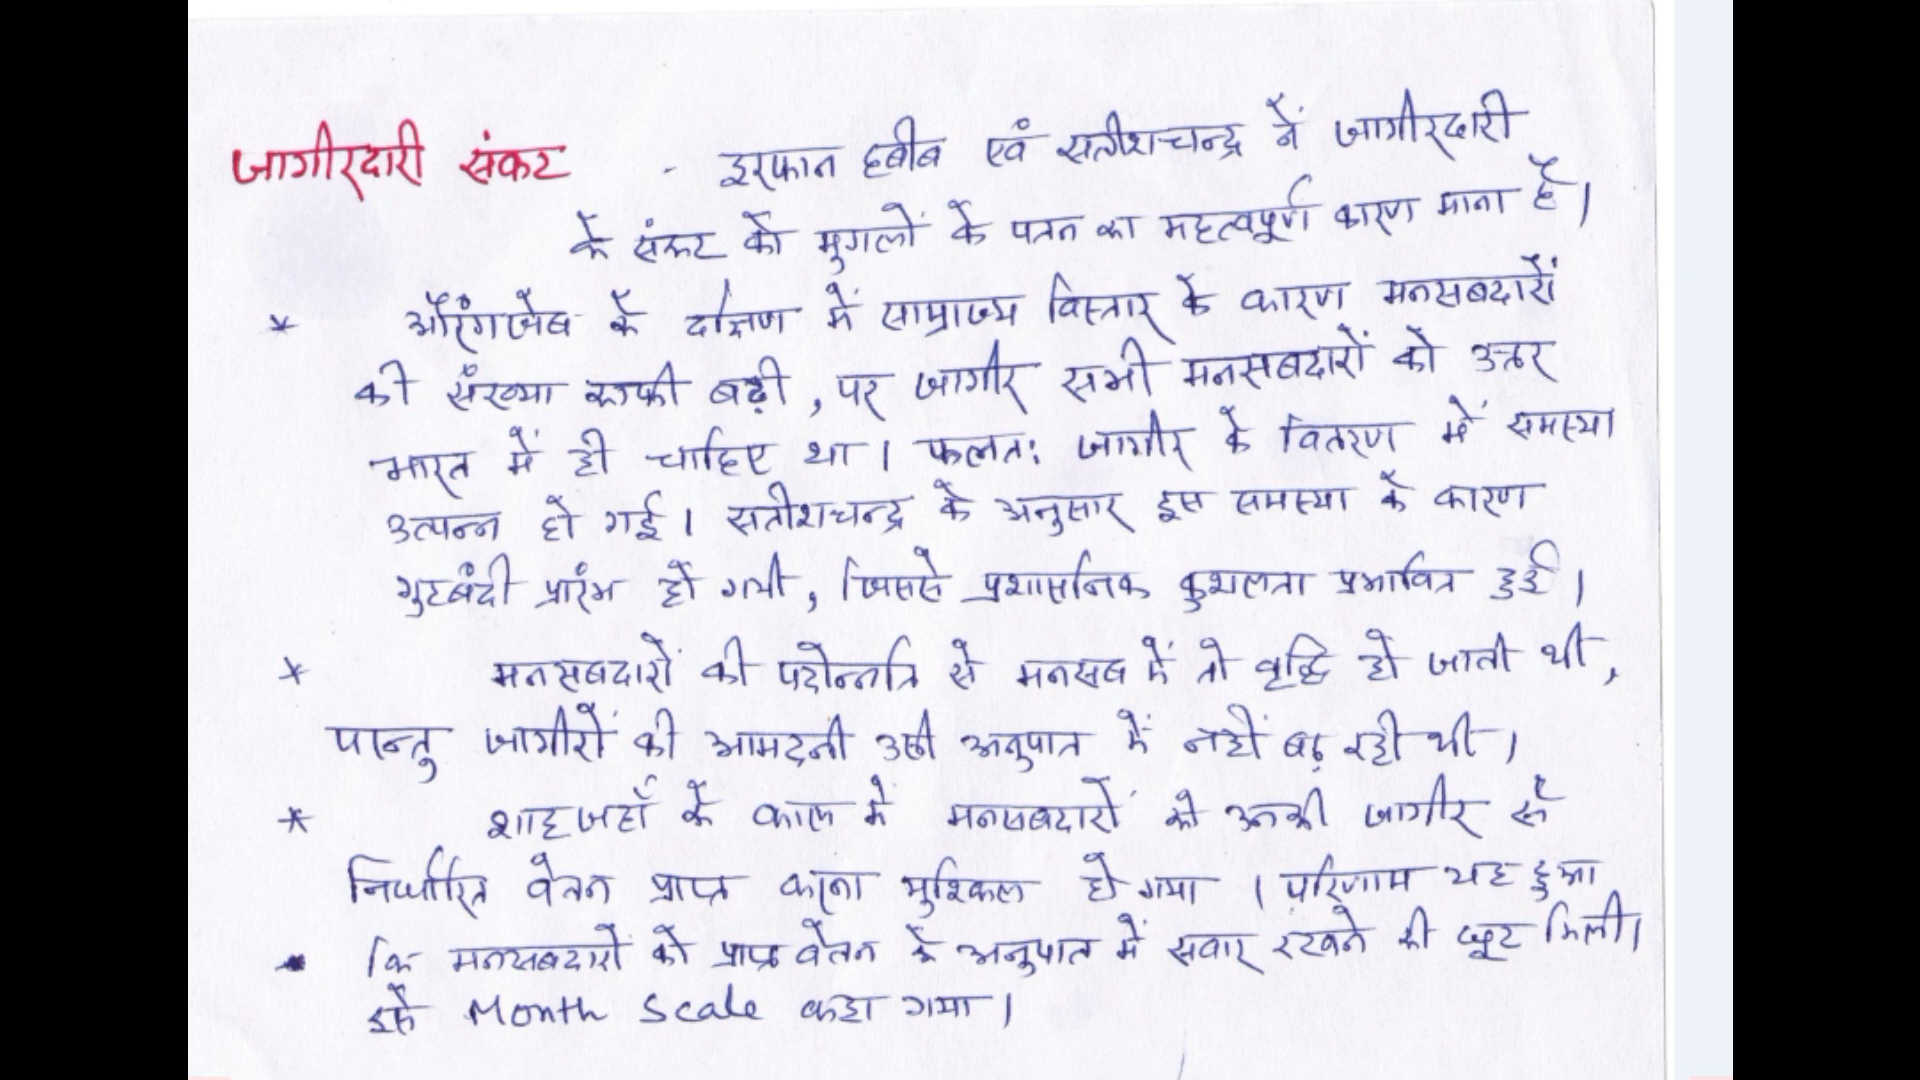 जागीरदारी संकट - इरफान हबीब एवं सतीशचन्द्र ने जागीरदारी
के संकट को मुगलों के पतन का महत्वपूर्ण कारण माना है।
* औरंगजेब के दक्षिण में साम्राज्य विस्तार के कारण मनसबदारों
की संख्या काफी बढ़ी, पर जागीर सभी मनसबदारों को उत्तर
भारत में ही चाहिए था। फलतः जागीर के वितरण में समस्या
उत्पन्न हो गई। सतीशचन्द्र के अनुसार इस समस्या के कारण
गुटबंदी प्रारंभ हो गयी, जिससे प्रशासनिक कुशलता प्रभावित हुई।
* मनसबदारों की पदोन्नति से मनसब में तो वृद्धि हो जाती थी,
परन्तु जागीरों की आमदनी उसी अनुपात में नहीं बढ़ रही थी।
* शाहजहाँ के काल में मनसबदारों को उनकी जागीर से
निर्धारित वेतन प्राप्त करना मुश्किल हो गया। परिणाम यह हुआ
कि मनसबदारों को प्राप्त वेतन के अनुपात में सवार रखने की छूट मिली।
इसे Month Scale कहा गया।